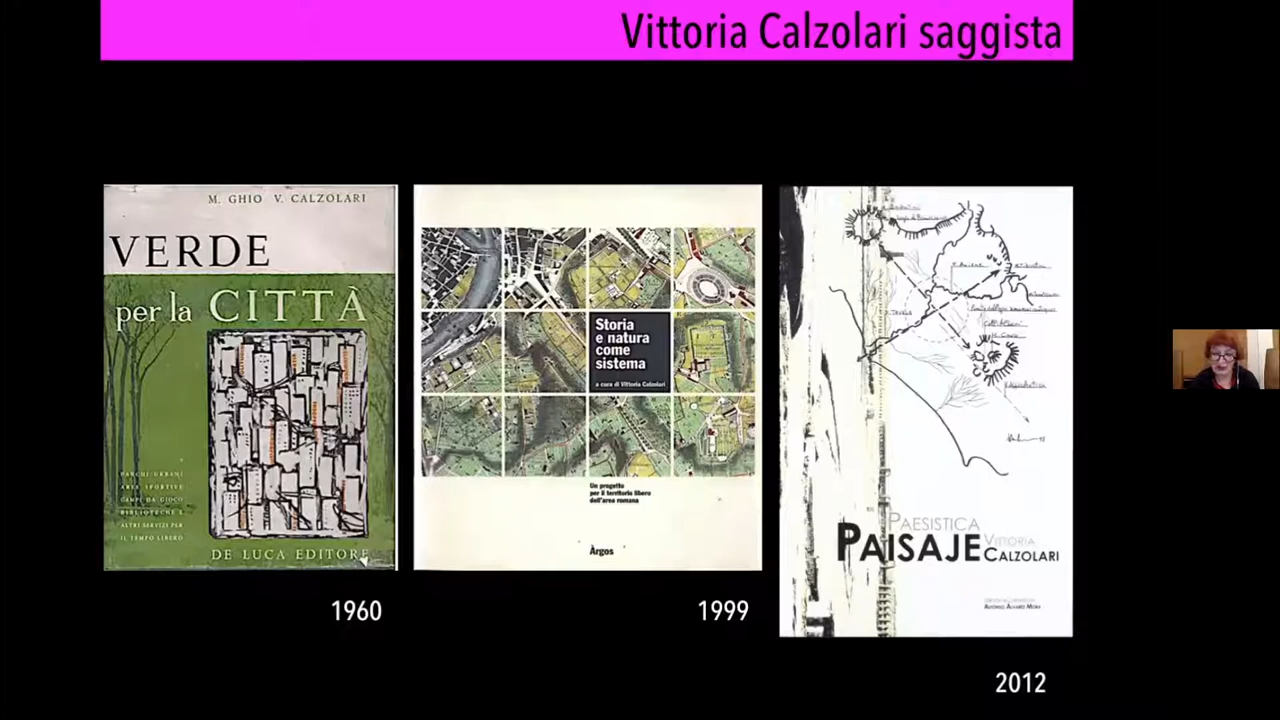 Vittoria Calzolari saggista
M. GHIO V. CALZOLARI
VERDE
per la CITTÀ
PARCHI URBANI
AREE SPORTIVE
CAMPI DA GIOCO
BIBLIOTECHE E
ALTRI SERVIZI PER
IL TEMPO LIBERO
DE LUCA EDITORE
1960
Storia
e natura
come
sistema
a cura di Vittoria Calzolari
Un progetto
per il territorio libero
dell'area romana
Àrgos
1999
PAESISTICA
PAISAJE
VITTORIA
CALZOLARI
2012